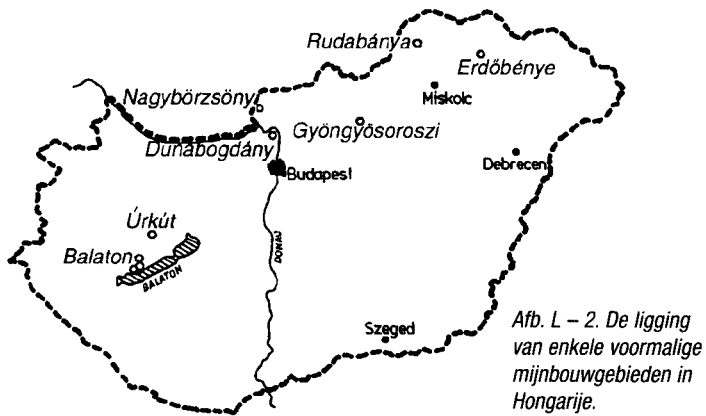 Rudabánya
Erdőbénye
Miskolc
Nagybörzsöny
Gyöngyösoroszi
Dunabogdány
Debrecen
Budapest
Úrkút
DONAU
Balaton
BALATON
Szeged
Afb. L – 2. De ligging
van enkele voormalige
mijnbouwgebieden in
Hongarije.